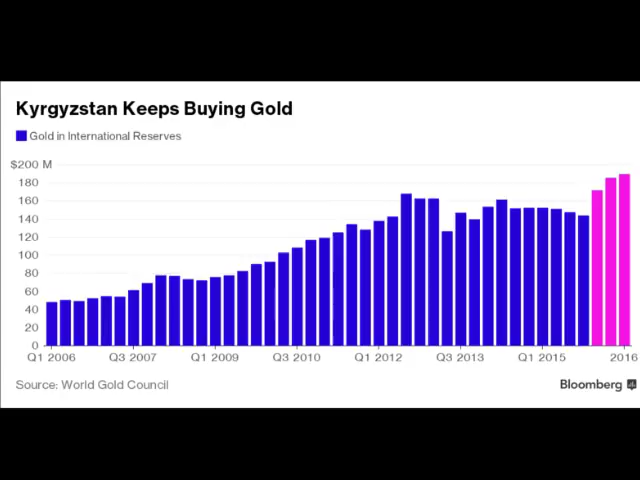 Kyrgyzstan Keeps Buying Gold
Gold in International Reserves
$200 M
180
160
140
120
100
80
60
40
20
0
Q1 2006 Q3 2007 Q1 2009 Q3 2010 Q1 2012 Q3 2013 Q1 2015 2016
Source: World Gold Council Bloomberg